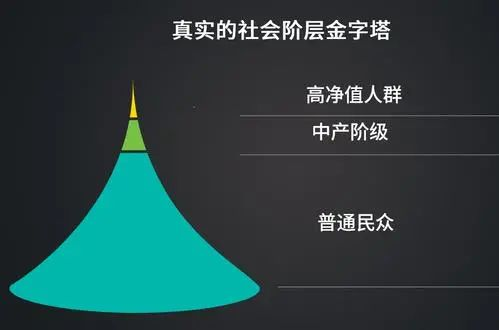 真实的社会阶层金字塔
高净值人群
中产阶级
普通民众